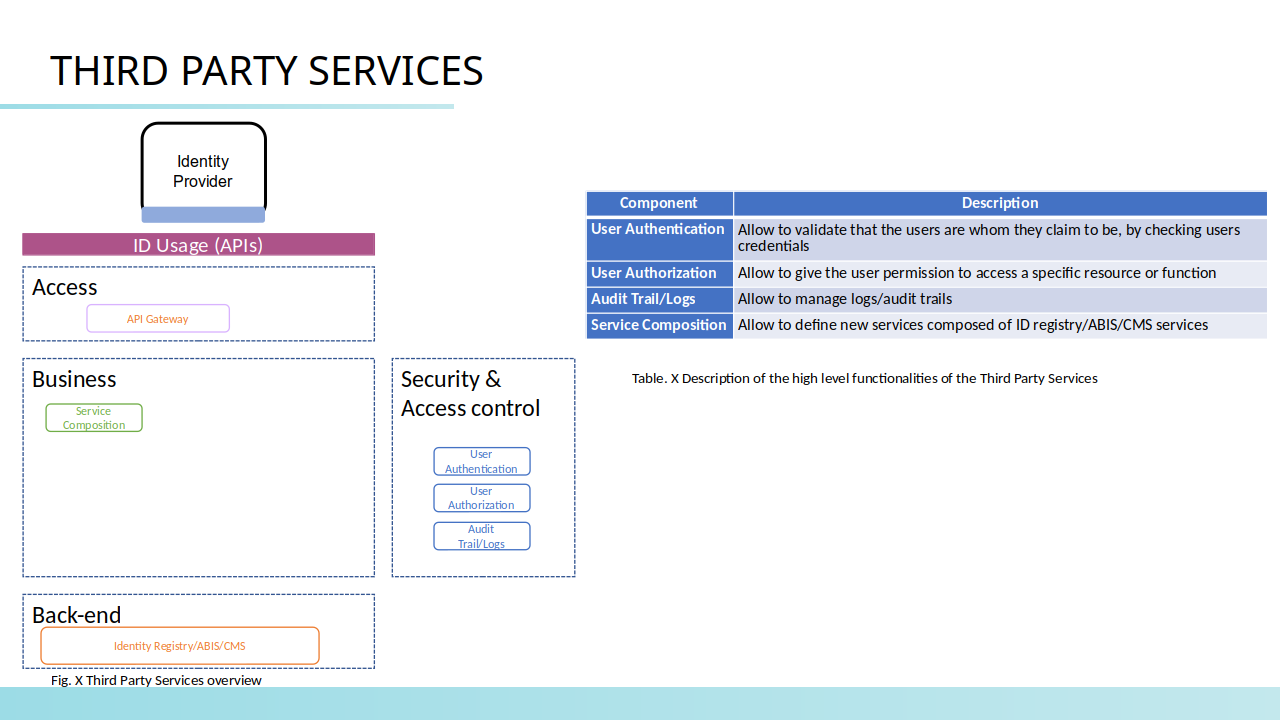 THIRD PARTY SERVICES
Identity
Provider
ID Usage (APIs)
Access
API Gateway
Business
Service
Composition
Security &
Access control
User
Authentication
User
Authorization
Audit
Trail/Logs
Back-end
Identity Registry/ABIS/CMS
Fig. X Third Party Services overview
Component Description
User Authentication Allow to validate that the users are whom they claim to be, by checking users
credentials
User Authorization Allow to give the user permission to access a specific resource or function
Audit Trail/Logs Allow to manage logs/audit trails
Service Composition Allow to define new services composed of ID registry/ABIS/CMS services
Table. X Description of the high level functionalities of the Third Party Services